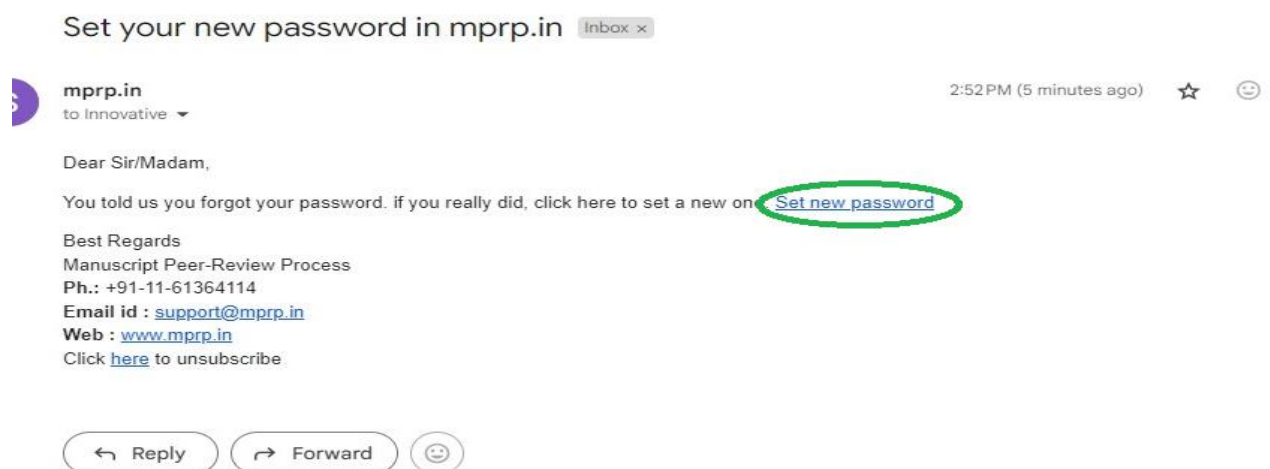 Set your new password in mprp.in Inbox ×
mprp.in 2:52 PM (5 minutes ago)
to Innovative
Dear Sir/Madam,
You told us you forgot your password. if you really did, click here to set a new on Set new password
Best Regards
Manuscript Peer-Review Process
Ph.: +91-11-61364114
Email id : support@mprp.in
Web : www.mprp.in
Click here to unsubscribe
Reply Forward